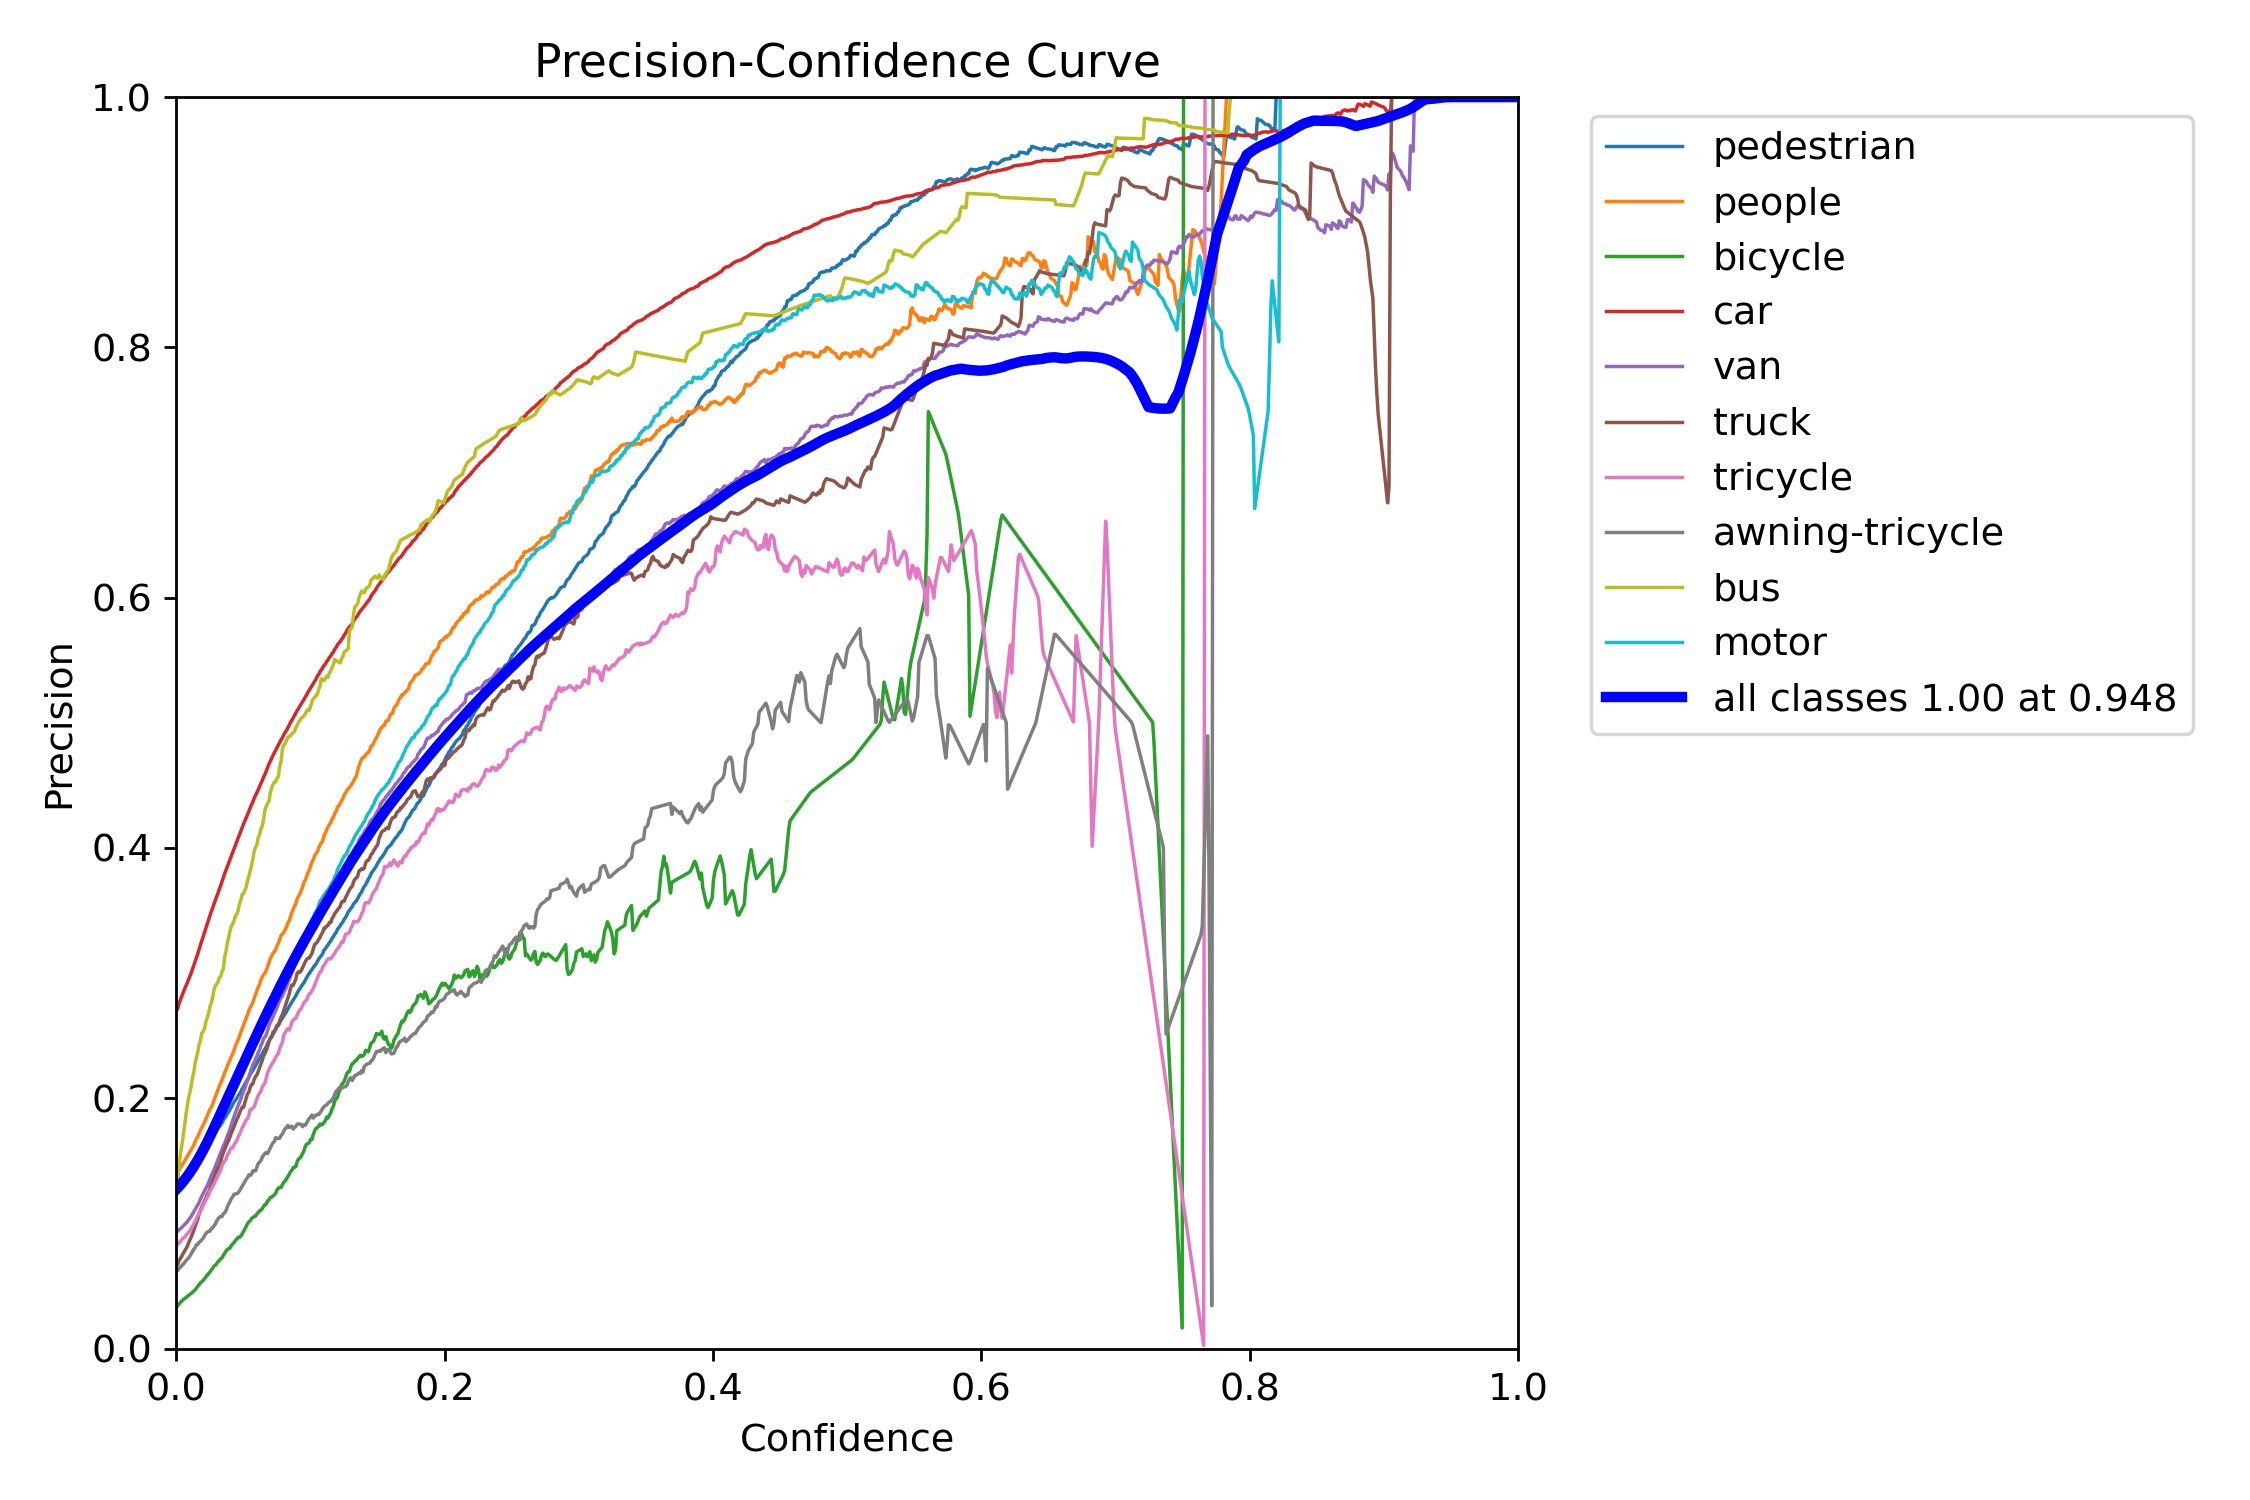 Precision-Confidence Curve
1.0
0.8
0.6
0.4
0.2
0.0
Precision
0.0 0.2 0.4 0.6 0.8 1.0
Confidence
pedestrian
people
bicycle
car
van
truck
tricycle
awning-tricycle
bus
motor
all classes 1.00 at 0.948